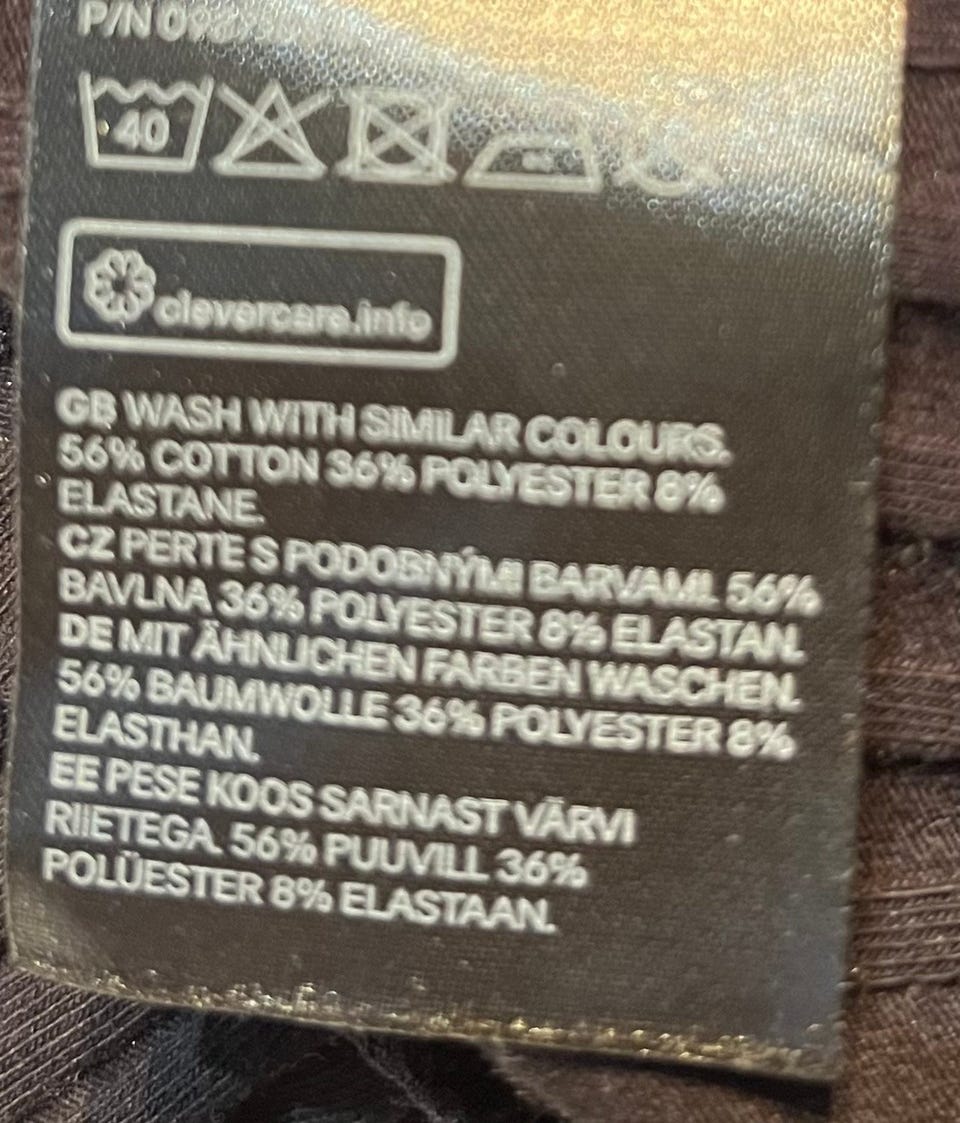 P/N
40
clevercare.info
GB WASH WITH SIMILAR COLOURS.
56% COTTON 36% POLYESTER 8%
ELASTANE.
CZ PERTE S PODOBNÝMI BARVAMI. 56%
BAVLNA 36% POLYESTER 8% ELASTAN.
DE MIT ÄHNLICHEN FARBEN WASCHEN.
56% BAUMWOLLE 36% POLYESTER 8%
ELASTHAN.
EE PESE KOOS SARNAST VÄRVI
RIIETEGA. 56% PUUVILL 36%
POLÜESTER 8% ELASTAAN.